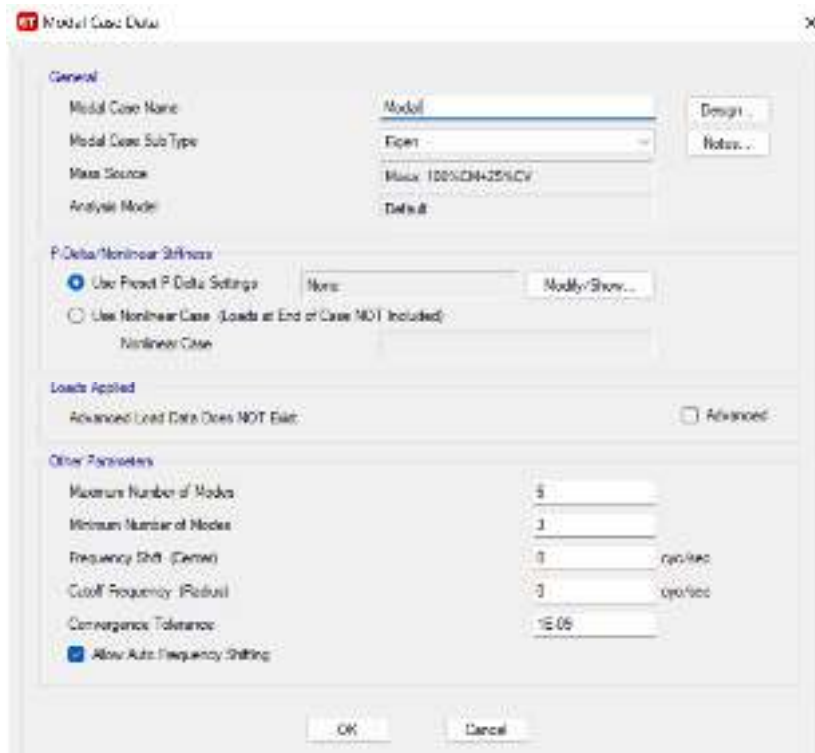 Modal Case Data
General
Modal Case Name Modal Design...
Modal Case SubType Eigen Notes...
Mass Source Masa: 100%CM+25%CV
Analysis Model Default
P-Delta/Nonlinear Stiffness
Use Preset P-Delta Settings None Modify/Show...
Use Nonlinear Case (Loads at End of Case NOT Included)
Nonlinear Case
Loads Applied
Advanced Load Data Does NOT Exist Advanced
Other Parameters
Maximum Number of Modes
Minimum Number of Modes
Frequency Shift (Center) 0 cyc/sec
Cutoff Frequency (Radius) 0 cyc/sec
Convergence Tolerance 1E-09
Allow Auto Frequency Shifting
OK Cancel